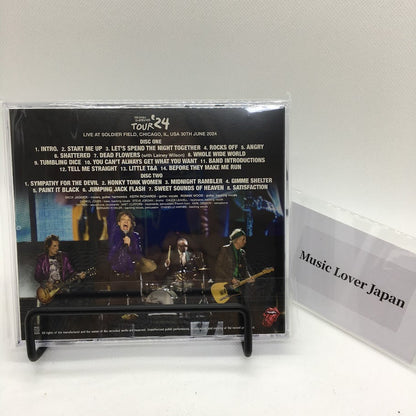 TOUR '24
LIVE AT SOLDIER FIELD, CHICAGO, IL, USA 30TH JUNE 2024
DISC ONE
1. INTRO. 2. START ME UP 3. LET'S SPEND THE NIGHT TOGETHER 4. ROCKS OFF 5. ANGRY
6. SHATTERED 7. DEAD FLOWERS (with Lainey Wilson) 8. WHOLE WIDE WORLD
9. TUMBLING DICE 10. YOU CAN'T ALWAYS GET WHAT YOU WANT 11. BAND INTRODUCTIONS
12. TELL ME STRAIGHT 13. LITTLE T&A 14. BEFORE THEY MAKE ME RUN
DISC TWO
1. SYMPATHY FOR THE DEVIL 2. HONKY TONK WOMEN 3. MIDNIGHT RAMBLER 4. GIMME SHELTER
5. PAINT IT BLACK 6. JUMPING JACK FLASH 7. SWEET SOUNDS OF HEAVEN 8. SATISFACTION
Music Lover Japan